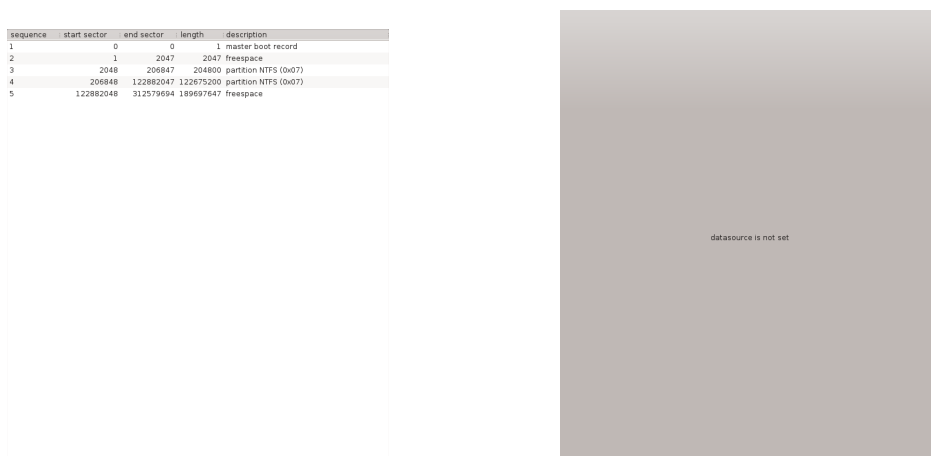 sequence start sector end sector length description
1 0 0 1 master boot record
2 1 2047 2047 freespace
3 2048 206847 204800 partition NTFS (0x07)
4 206848 122882047 122675200 partition NTFS (0x07)
5 122882048 312579694 189697647 freespace
datasource is not set